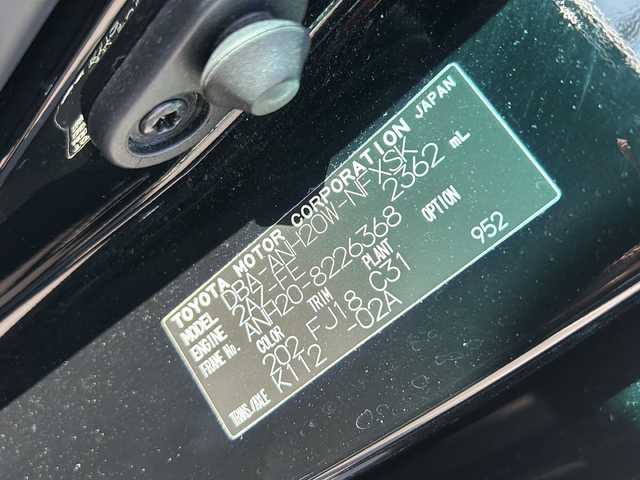 TOYOTA MOTOR CORPORATION JAPAN
MODEL DBA-ANH20W-NFXSK
ENGINE 2AZ-FE 2362 mL
FRAME No. ANH20-8226368
COLOR TRIM PLANT OPTION
202 FJ18 C31 952
TRANS/AXLE K112 -02A